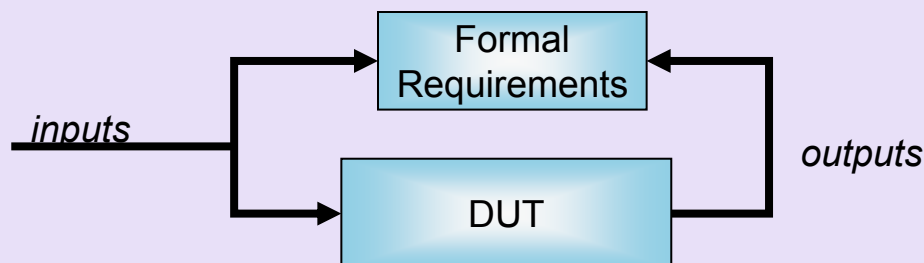 Formal
Requirements
inputs
outputs
DUT